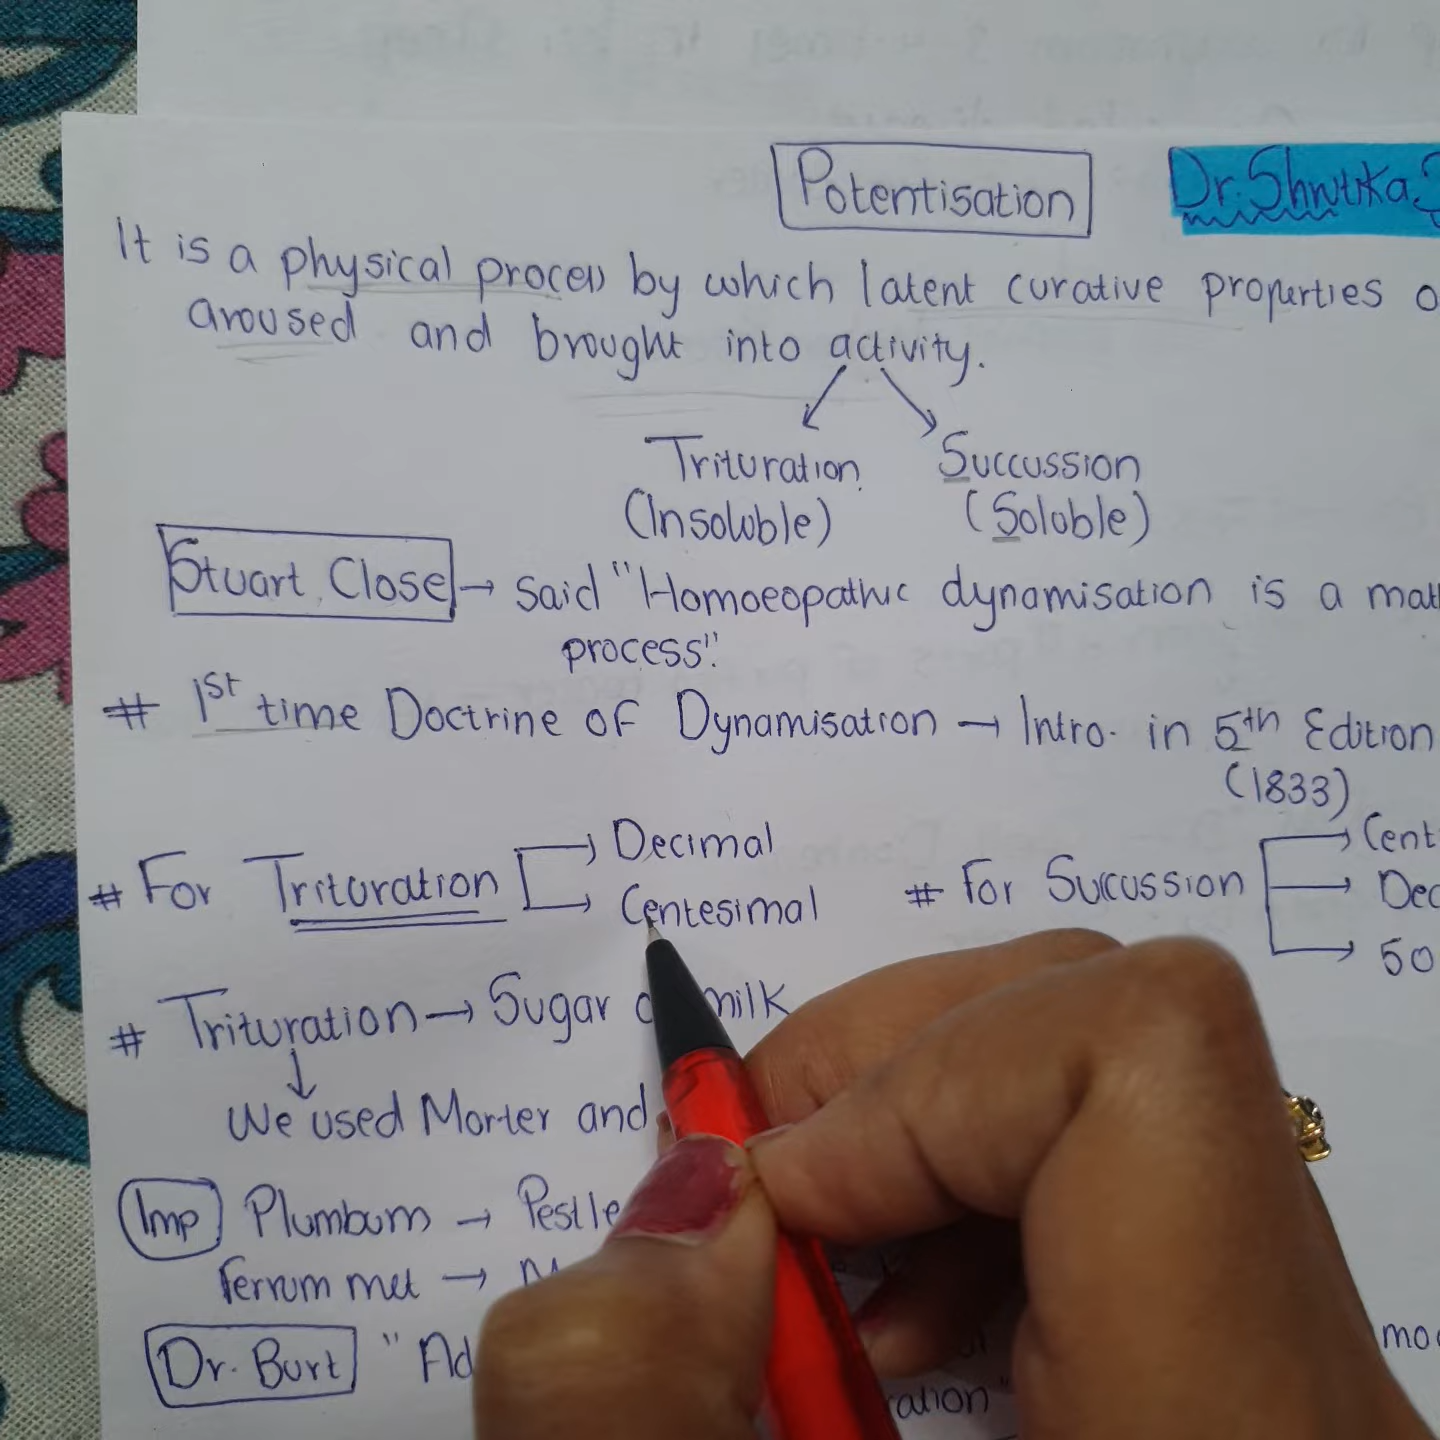 Potentisation Dr. Shrutika
It is a physical process by which latent curative properties
aroused and brought into activity.
Trituration Succussion
(Insoluble) (Soluble)
Stuart Close → said "Homoeopathic dynamisation is a
process".
# 1st time Doctrine of Dynamisation → Intro. in 5th Edition
(1833)
# For Trituration → Decimal
→ Centesimal
# For Succussion → Cent
→ Dec
→ 50
# Trituration → Sugar milk
We used Morter and
Imp Plumbum → Pestle
Ferrum met →
Dr. Burt "Ad